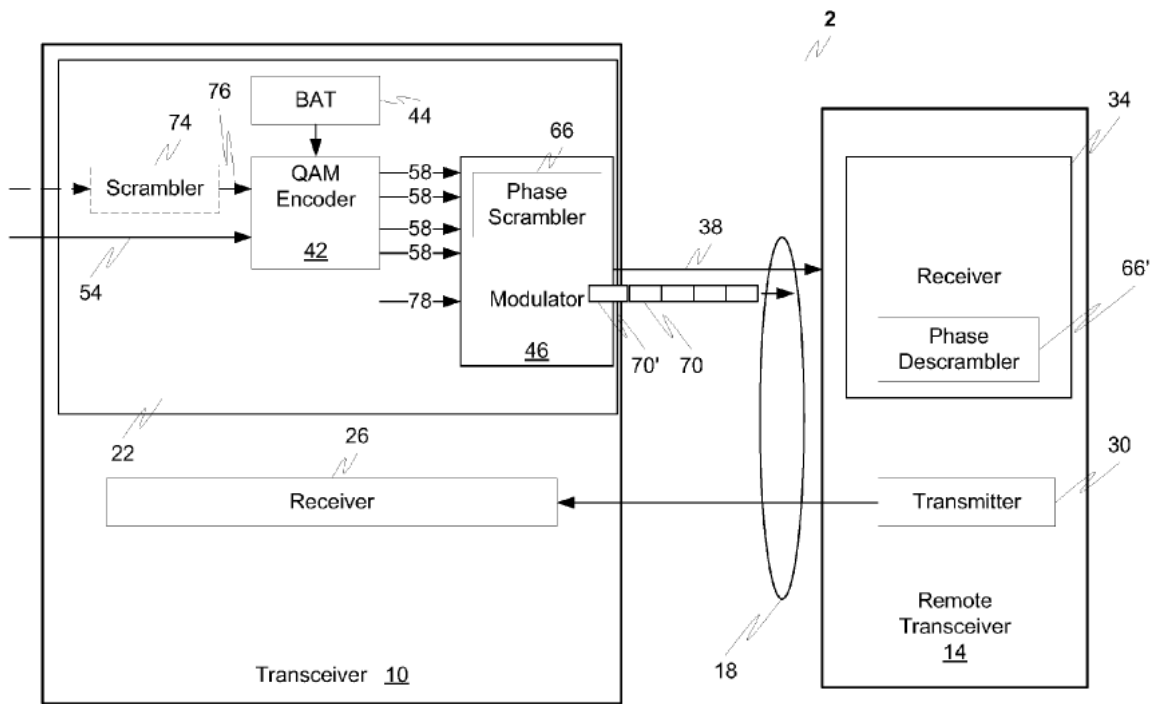 2
76
BAT
44
34
74
66
Scrambler
QAM
Encoder
42
58
58
58
58
Phase
Scrambler
38
54
78
Modulator
46
70'
70
Receiver
66'
Phase
Descrambler
22
26
Receiver
30
Transmitter
18
Remote
Transceiver
14
Transceiver 10